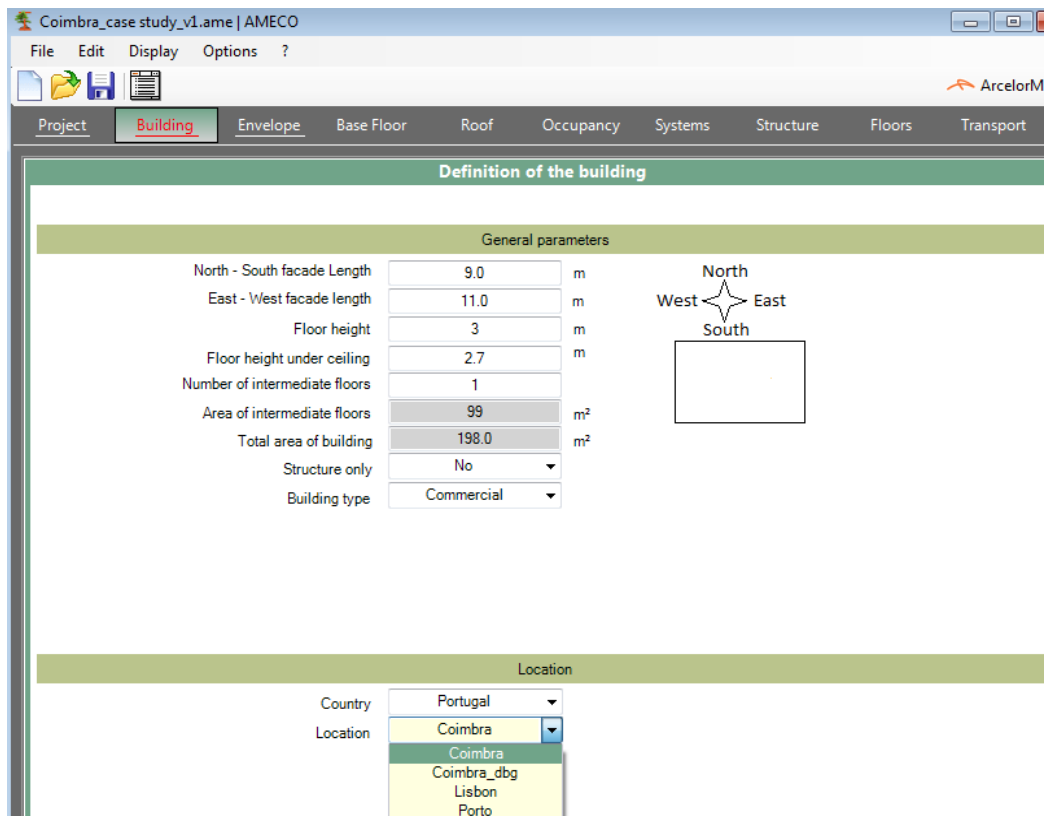 Coimbra_case study_v1.ame | AMECO
File Edit Display Options ?
ArcelorM
Project Building Envelope Base Floor Roof Occupancy Systems Structure Floors Transport
Definition of the building
General parameters
North - South facade Length 9.0 m
North
East - West facade length 11.0 m
West East
Floor height 3 m
South
Floor height under ceiling 2.7 m
Number of intermediate floors 1
Area of intermediate floors 99 m²
Total area of building 198.0 m²
Structure only No
Building type Commercial
Location
Country Portugal
Location Coimbra
Coimbra
Coimbra_dbg
Lisbon
Porto